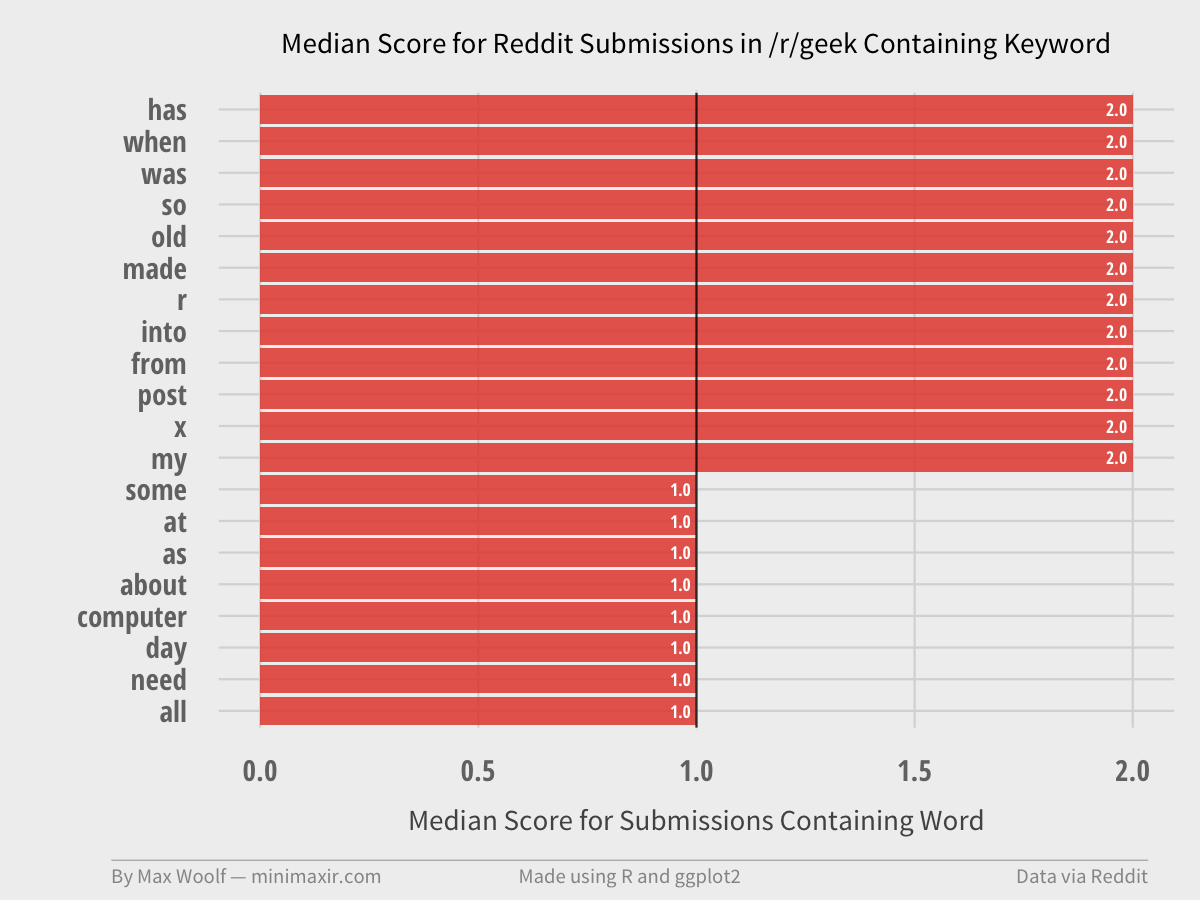 Median Score for Reddit Submissions in /r/geek Containing Keyword
has 2.0
when 2.0
was 2.0
so 2.0
old 2.0
made 2.0
r 2.0
into 2.0
from 2.0
post 2.0
x 2.0
my 2.0
some 1.0
at 1.0
as 1.0
about 1.0
computer 1.0
day 1.0
need 1.0
all 1.0
0.0 0.5 1.0 1.5 2.0
Median Score for Submissions Containing Word
By Max Woolf — minimaxir.com Made using R and ggplot2 Data via Reddit